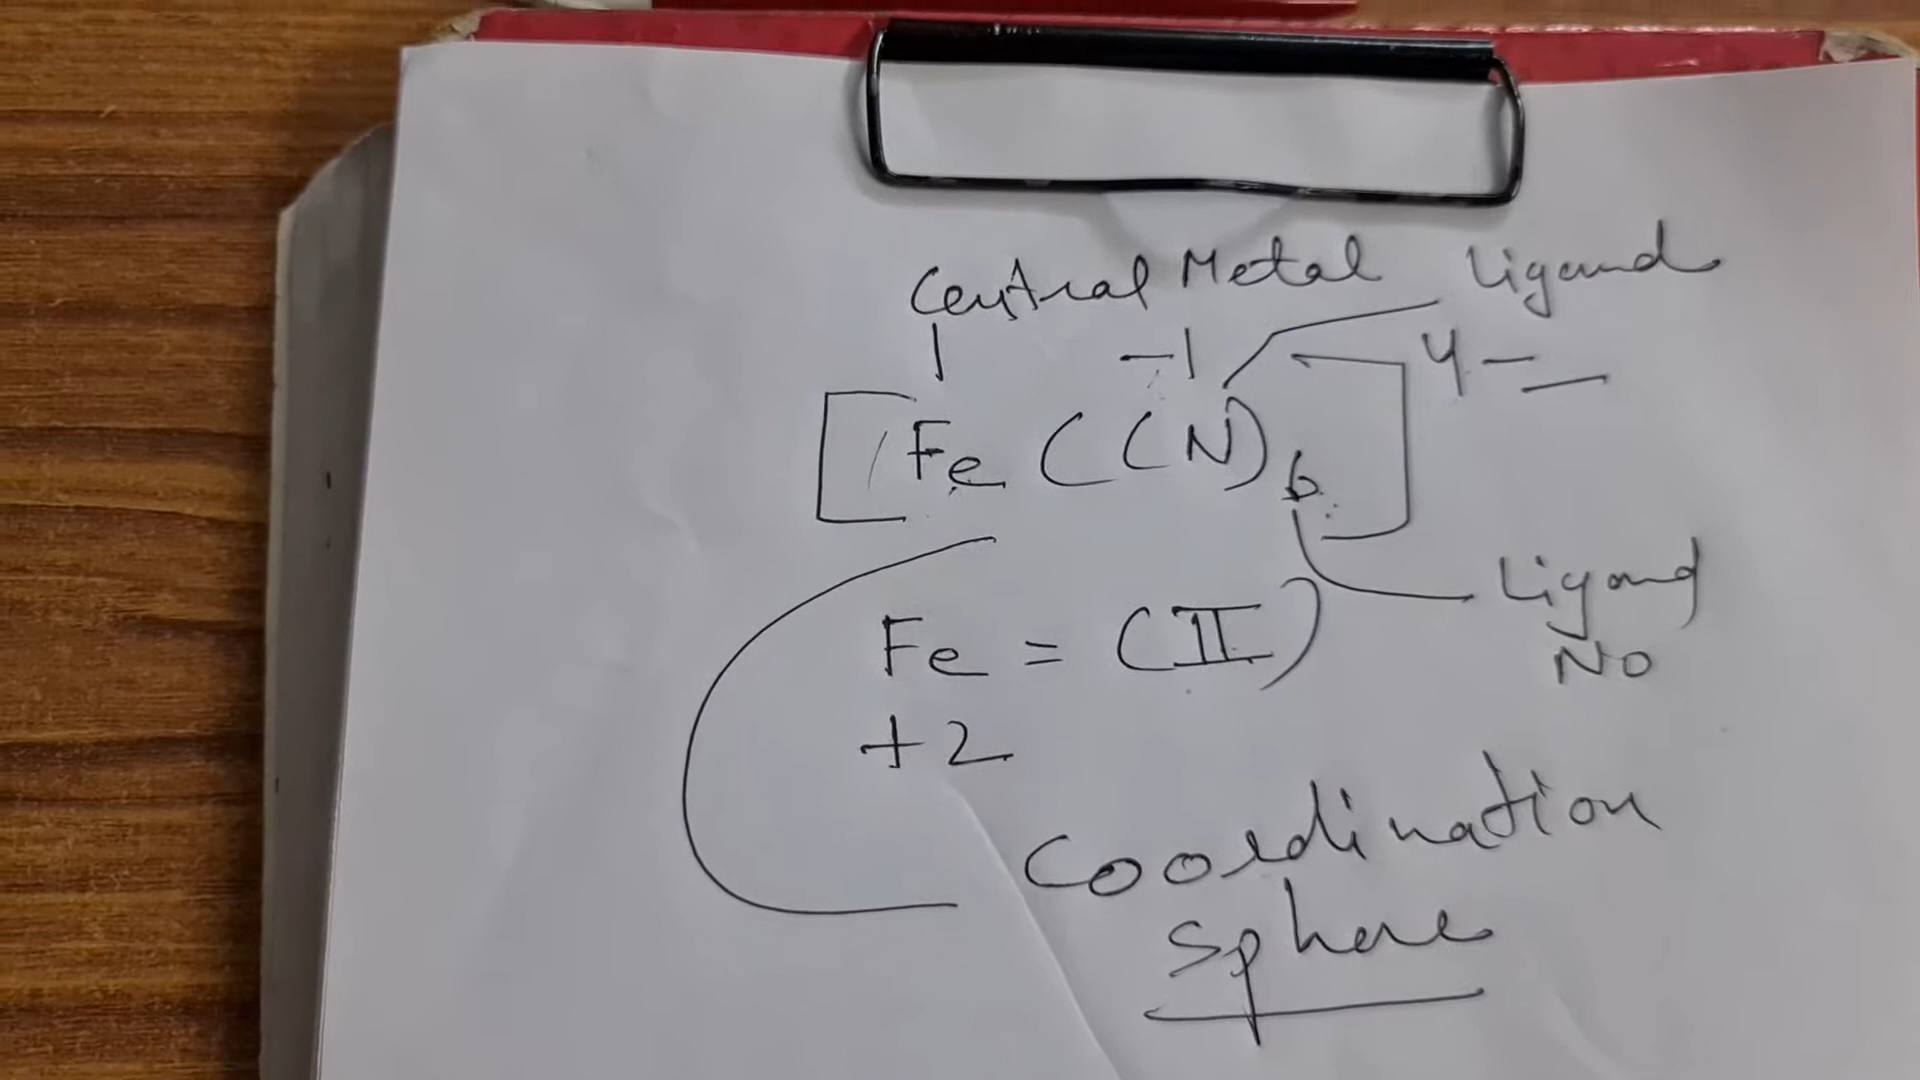 Central Metal Ligand
-1
[Fe(CN)6]4-
Ligand
No
Fe = (II)
+2
Coordination
Sphere